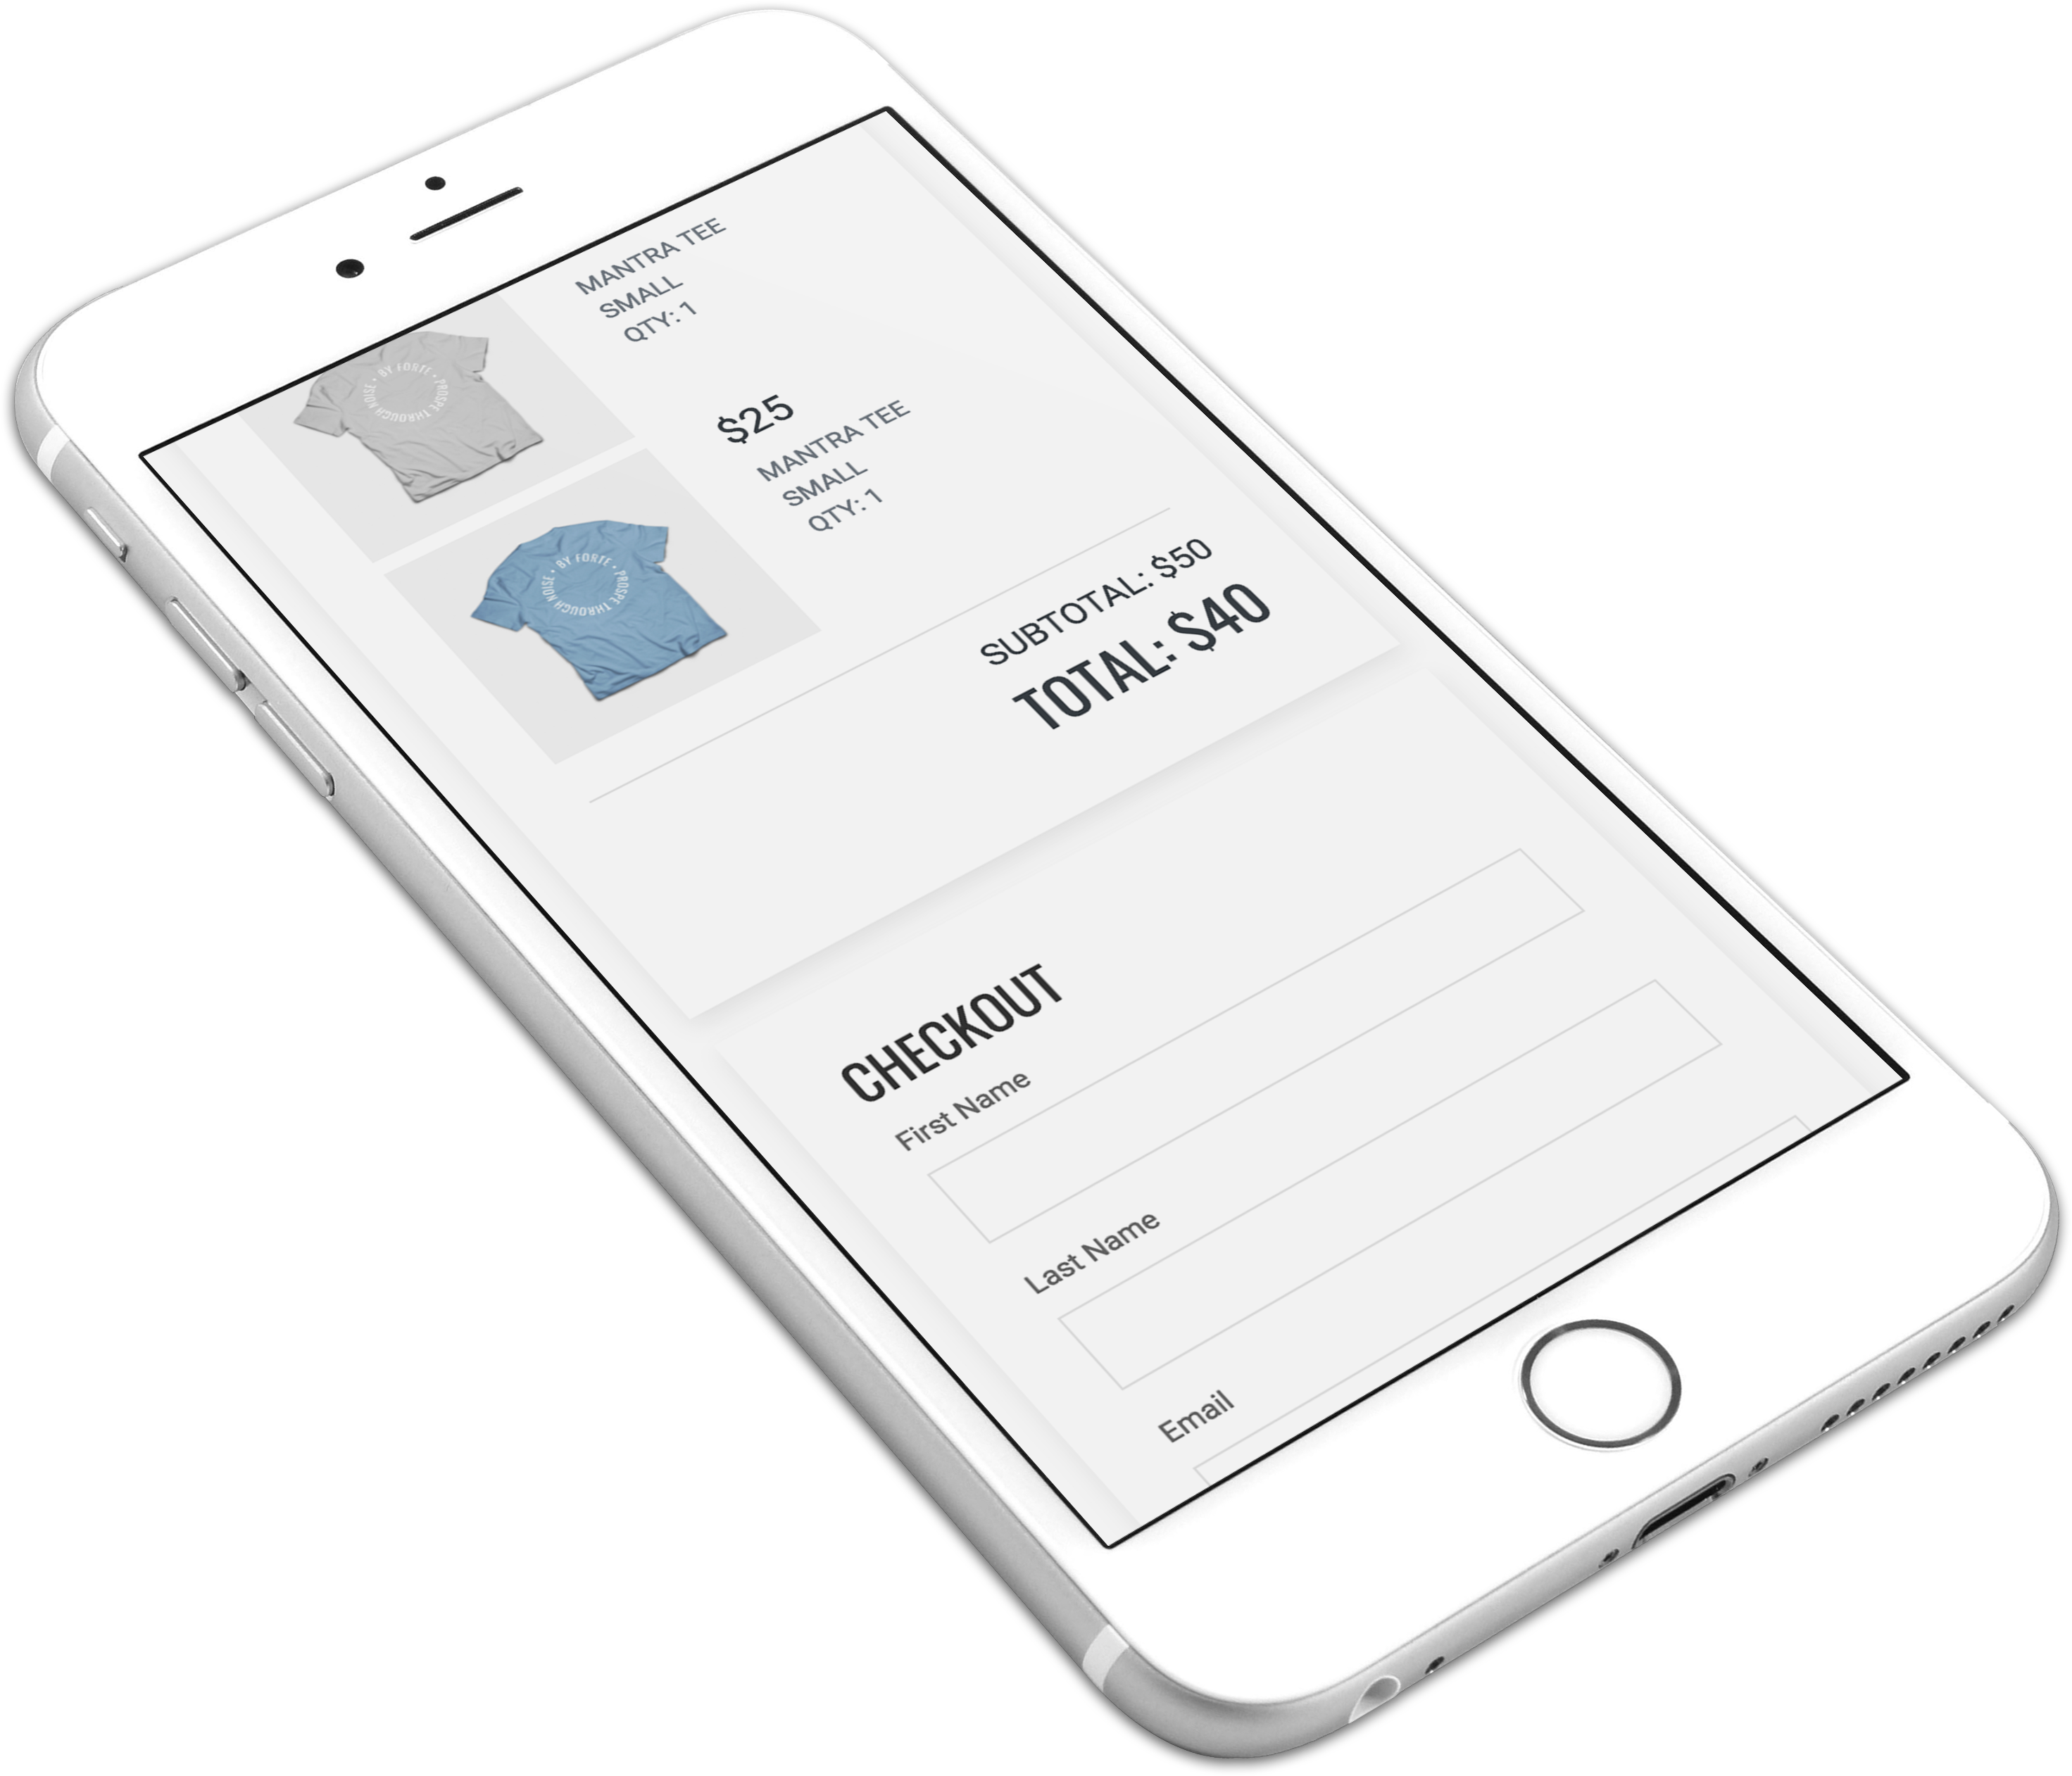 MANTRA TEE
SMALL
QTY: 1
BY FORTE • PROSPE THROUGH NOISE •
$25
MANTRA TEE
SMALL
QTY: 1
BY FORTE • PROSPE THROUGH NOISE •
SUBTOTAL: $50
TOTAL: $40
CHECKOUT
First Name
Last Name
Email